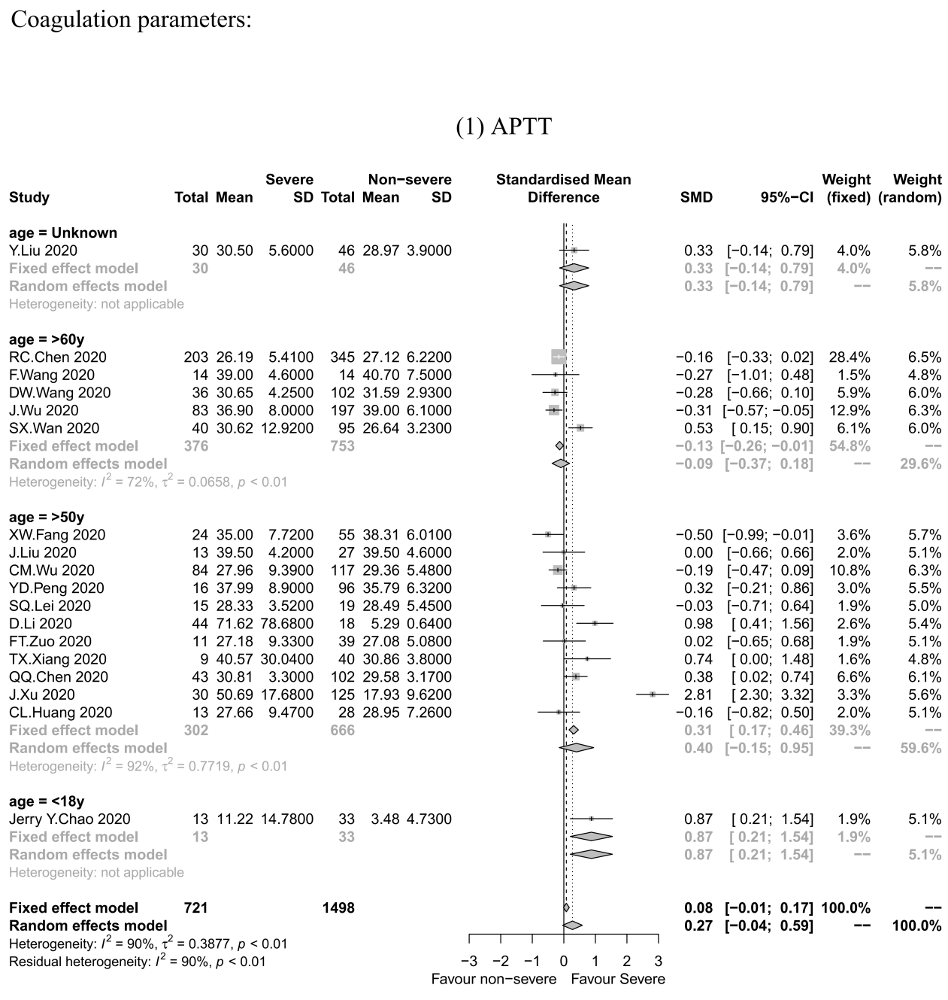 Coagulation parameters:
(1) APTT
Severe Non−severe Standardised Mean Weight Weight
Study Total Mean SD Total Mean SD Difference SMD 95%−CI (fixed) (random)
age = Unknown
Y.Liu 2020 30 30.50 5.6000 46 28.97 3.9000 0.33 [−0.14; 0.79] 4.0% 5.8%
Fixed effect model 30 46 0.33 [−0.14; 0.79] 4.0% −−
Random effects model 0.33 [−0.14; 0.79] −− 5.8%
Heterogeneity: not applicable
age = >60y
RC.Chen 2020 203 26.19 5.4100 345 27.12 6.2200 −0.16 [−0.33; 0.02] 28.4% 6.5%
F.Wang 2020 14 39.00 4.6000 14 40.70 7.5000 −0.27 [−1.01; 0.48] 1.5% 4.8%
DW.Wang 2020 36 30.65 4.2500 102 31.59 2.9300 −0.28 [−0.66; 0.10] 5.9% 6.0%
J.Wu 2020 83 36.90 8.0000 197 39.00 6.1000 −0.31 [−0.57; −0.05] 12.9% 6.3%
SX.Wan 2020 40 30.62 12.9200 95 26.64 3.2300 0.53 [ 0.15; 0.90] 6.1% 6.0%
Fixed effect model 376 753 −0.13 [−0.26; −0.01] 54.8% −−
Random effects model −0.09 [−0.37; 0.18] −− 29.6%
Heterogeneity: I² = 72%, τ² = 0.0658, p < 0.01
age = >50y
XW.Fang 2020 24 35.00 7.7200 55 38.31 6.0100 −0.50 [−0.99; −0.01] 3.6% 5.7%
J.Liu 2020 13 39.50 4.2000 27 39.50 4.6000 0.00 [−0.66; 0.66] 2.0% 5.1%
CM.Wu 2020 84 27.96 9.3900 117 29.36 5.4800 −0.19 [−0.47; 0.09] 10.8% 6.3%
YD.Peng 2020 16 37.99 8.9000 96 35.79 6.3200 0.32 [−0.21; 0.86] 3.0% 5.5%
SQ.Lei 2020 15 28.33 3.5200 19 28.49 5.4500 −0.03 [−0.71; 0.64] 1.9% 5.0%
D.Li 2020 44 71.62 78.6800 18 5.29 0.6400 0.98 [ 0.41; 1.56] 2.6% 5.4%
FT.Zuo 2020 11 27.18 9.3300 39 27.08 5.0800 0.02 [−0.65; 0.68] 1.9% 5.1%
TX.Xiang 2020 9 40.57 30.0400 40 30.86 3.8000 0.74 [ 0.00; 1.48] 1.6% 4.8%
QQ.Chen 2020 43 30.81 3.3000 102 29.58 3.1700 0.38 [ 0.02; 0.74] 6.6% 6.1%
J.Xu 2020 30 50.69 17.6800 125 17.93 9.6200 2.81 [ 2.30; 3.32] 3.3% 5.6%
CL.Huang 2020 13 27.66 9.4700 28 28.95 7.2600 −0.16 [−0.82; 0.50] 2.0% 5.1%
Fixed effect model 302 666 0.31 [ 0.17; 0.46] 39.3% −−
Random effects model 0.40 [−0.15; 0.95] −− 59.6%
Heterogeneity: I² = 92%, τ² = 0.7719, p < 0.01
age = <18y
Jerry Y.Chao 2020 13 11.22 14.7800 33 3.48 4.7300 0.87 [ 0.21; 1.54] 1.9% 5.1%
Fixed effect model 13 33 0.87 [ 0.21; 1.54] 1.9% −−
Random effects model 0.87 [ 0.21; 1.54] −− 5.1%
Heterogeneity: not applicable
Fixed effect model 721 1498 0.08 [−0.01; 0.17] 100.0% −−
Random effects model 0.27 [−0.04; 0.59] −− 100.0%
Heterogeneity: I² = 90%, τ² = 0.3877, p < 0.01
Residual heterogeneity: I² = 90%, p < 0.01
−3 −2 −1 0 1 2 3
Favour non−severe Favour Severe